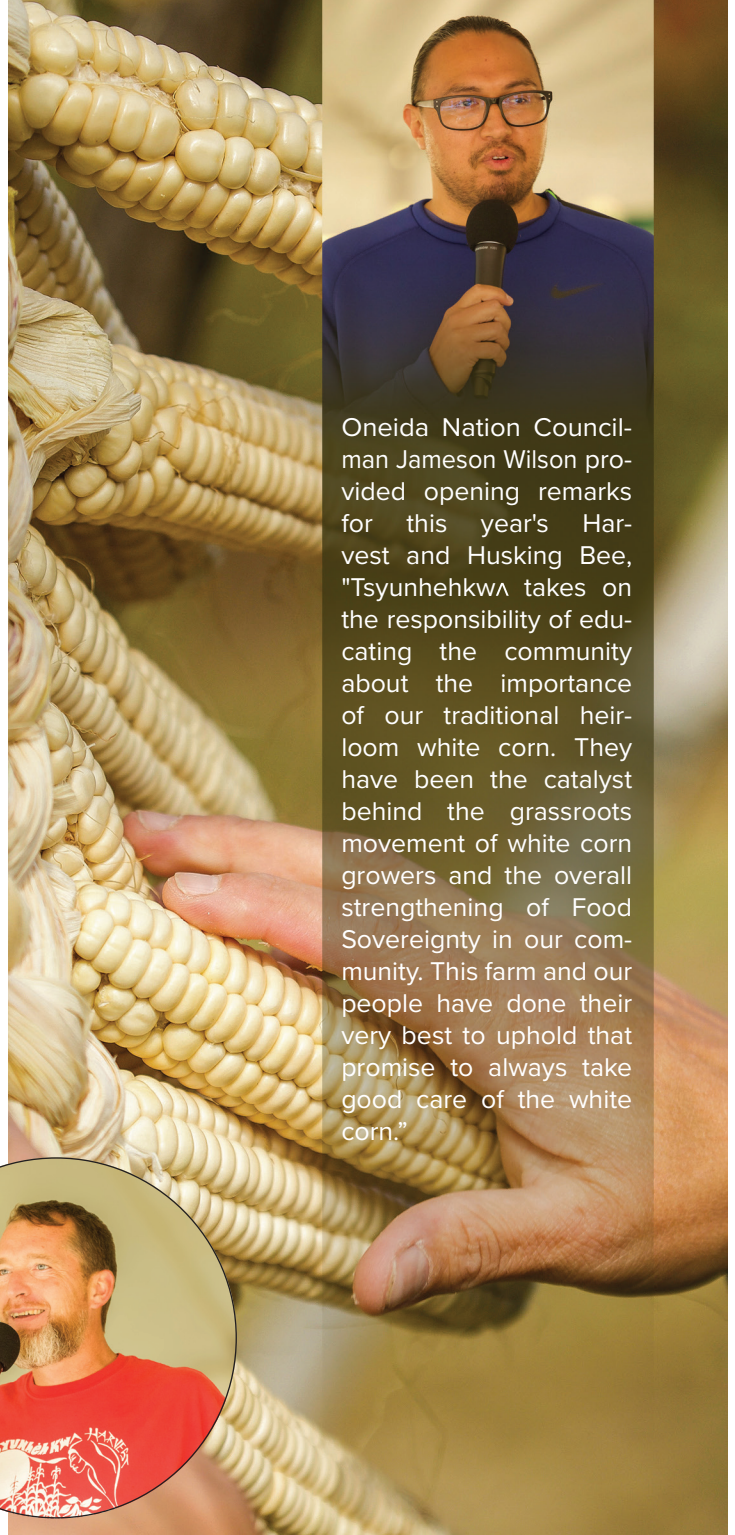 Oneida Nation Council-
man Jameson Wilson pro-
vided opening remarks
for this year's Har-
vest and Husking Bee,
"Tsyunhehkwʌ takes on
the responsibility of edu-
cating the community
about the importance
of our traditional heir-
loom white corn. They
have been the catalyst
behind the grassroots
movement of white corn
growers and the overall
strengthening of Food
Sovereignty in our com-
munity. This farm and our
people have done their
very best to uphold that
promise to always take
good care of the white
corn.”
HARVEST